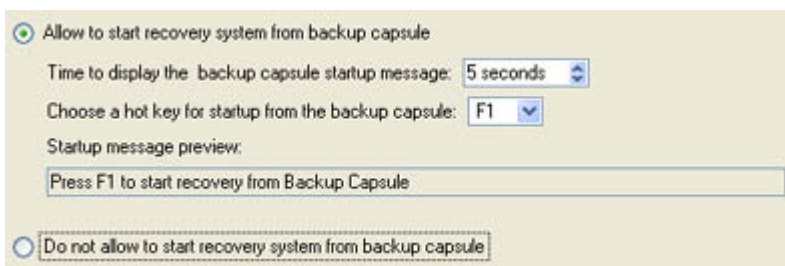 Allow to start recovery system from backup capsule
Time to display the backup capsule startup message: 5 seconds
Choose a hot key for startup from the backup capsule: F1
Startup message preview:
Press F1 to start recovery from Backup Capsule
Do not allow to start recovery system from backup capsule